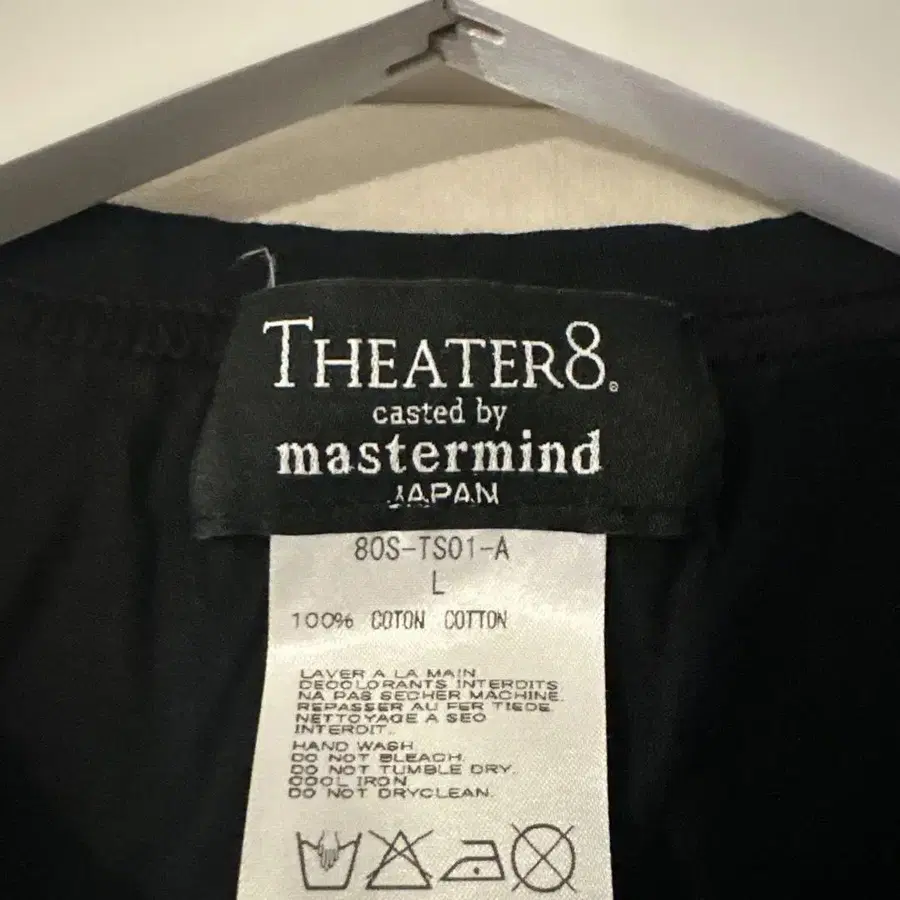 THEATER8.
casted by
mastermind
JAPAN
80S-TS01-A
L
100% COTON COTTON
LAVER A LA MAIN
DECOLORANTS INTERDITS
NA PAS SECHER MACHINE.
REPASSER AU FER TIEDE
NETTOYAGE A SEO
INTERDIT.
HAND WASH
DO NOT BLEACH
DO NOT TUMBLE DRY.
COOL IRON
DO NOT DRYCLEAN.